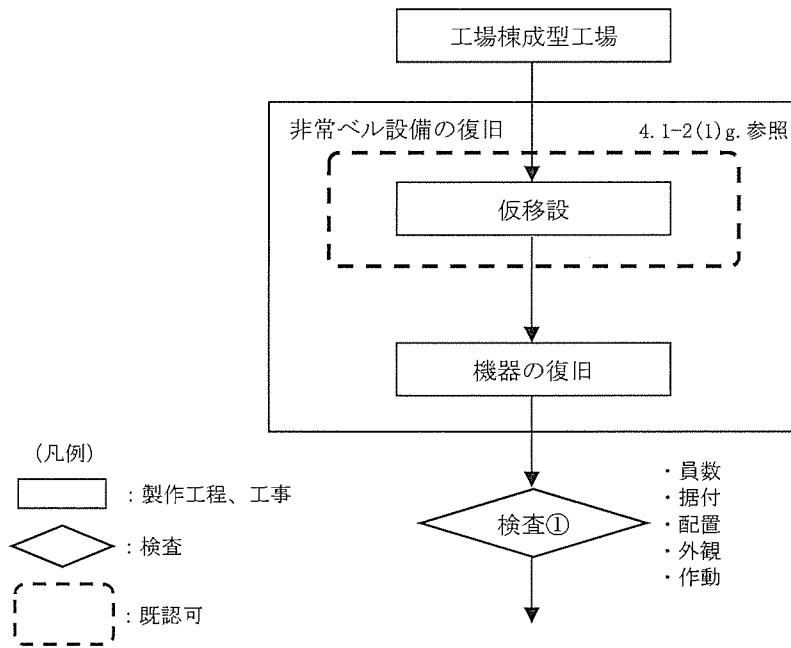 工場棟成型工場
非常ベル設備の復旧
4.1-2(1)g.参照
仮移設
機器の復旧
検査①
・員数
・据付
・配置
・外観
・作動
(凡例)
：製作工程、工事
：検査
：既認可